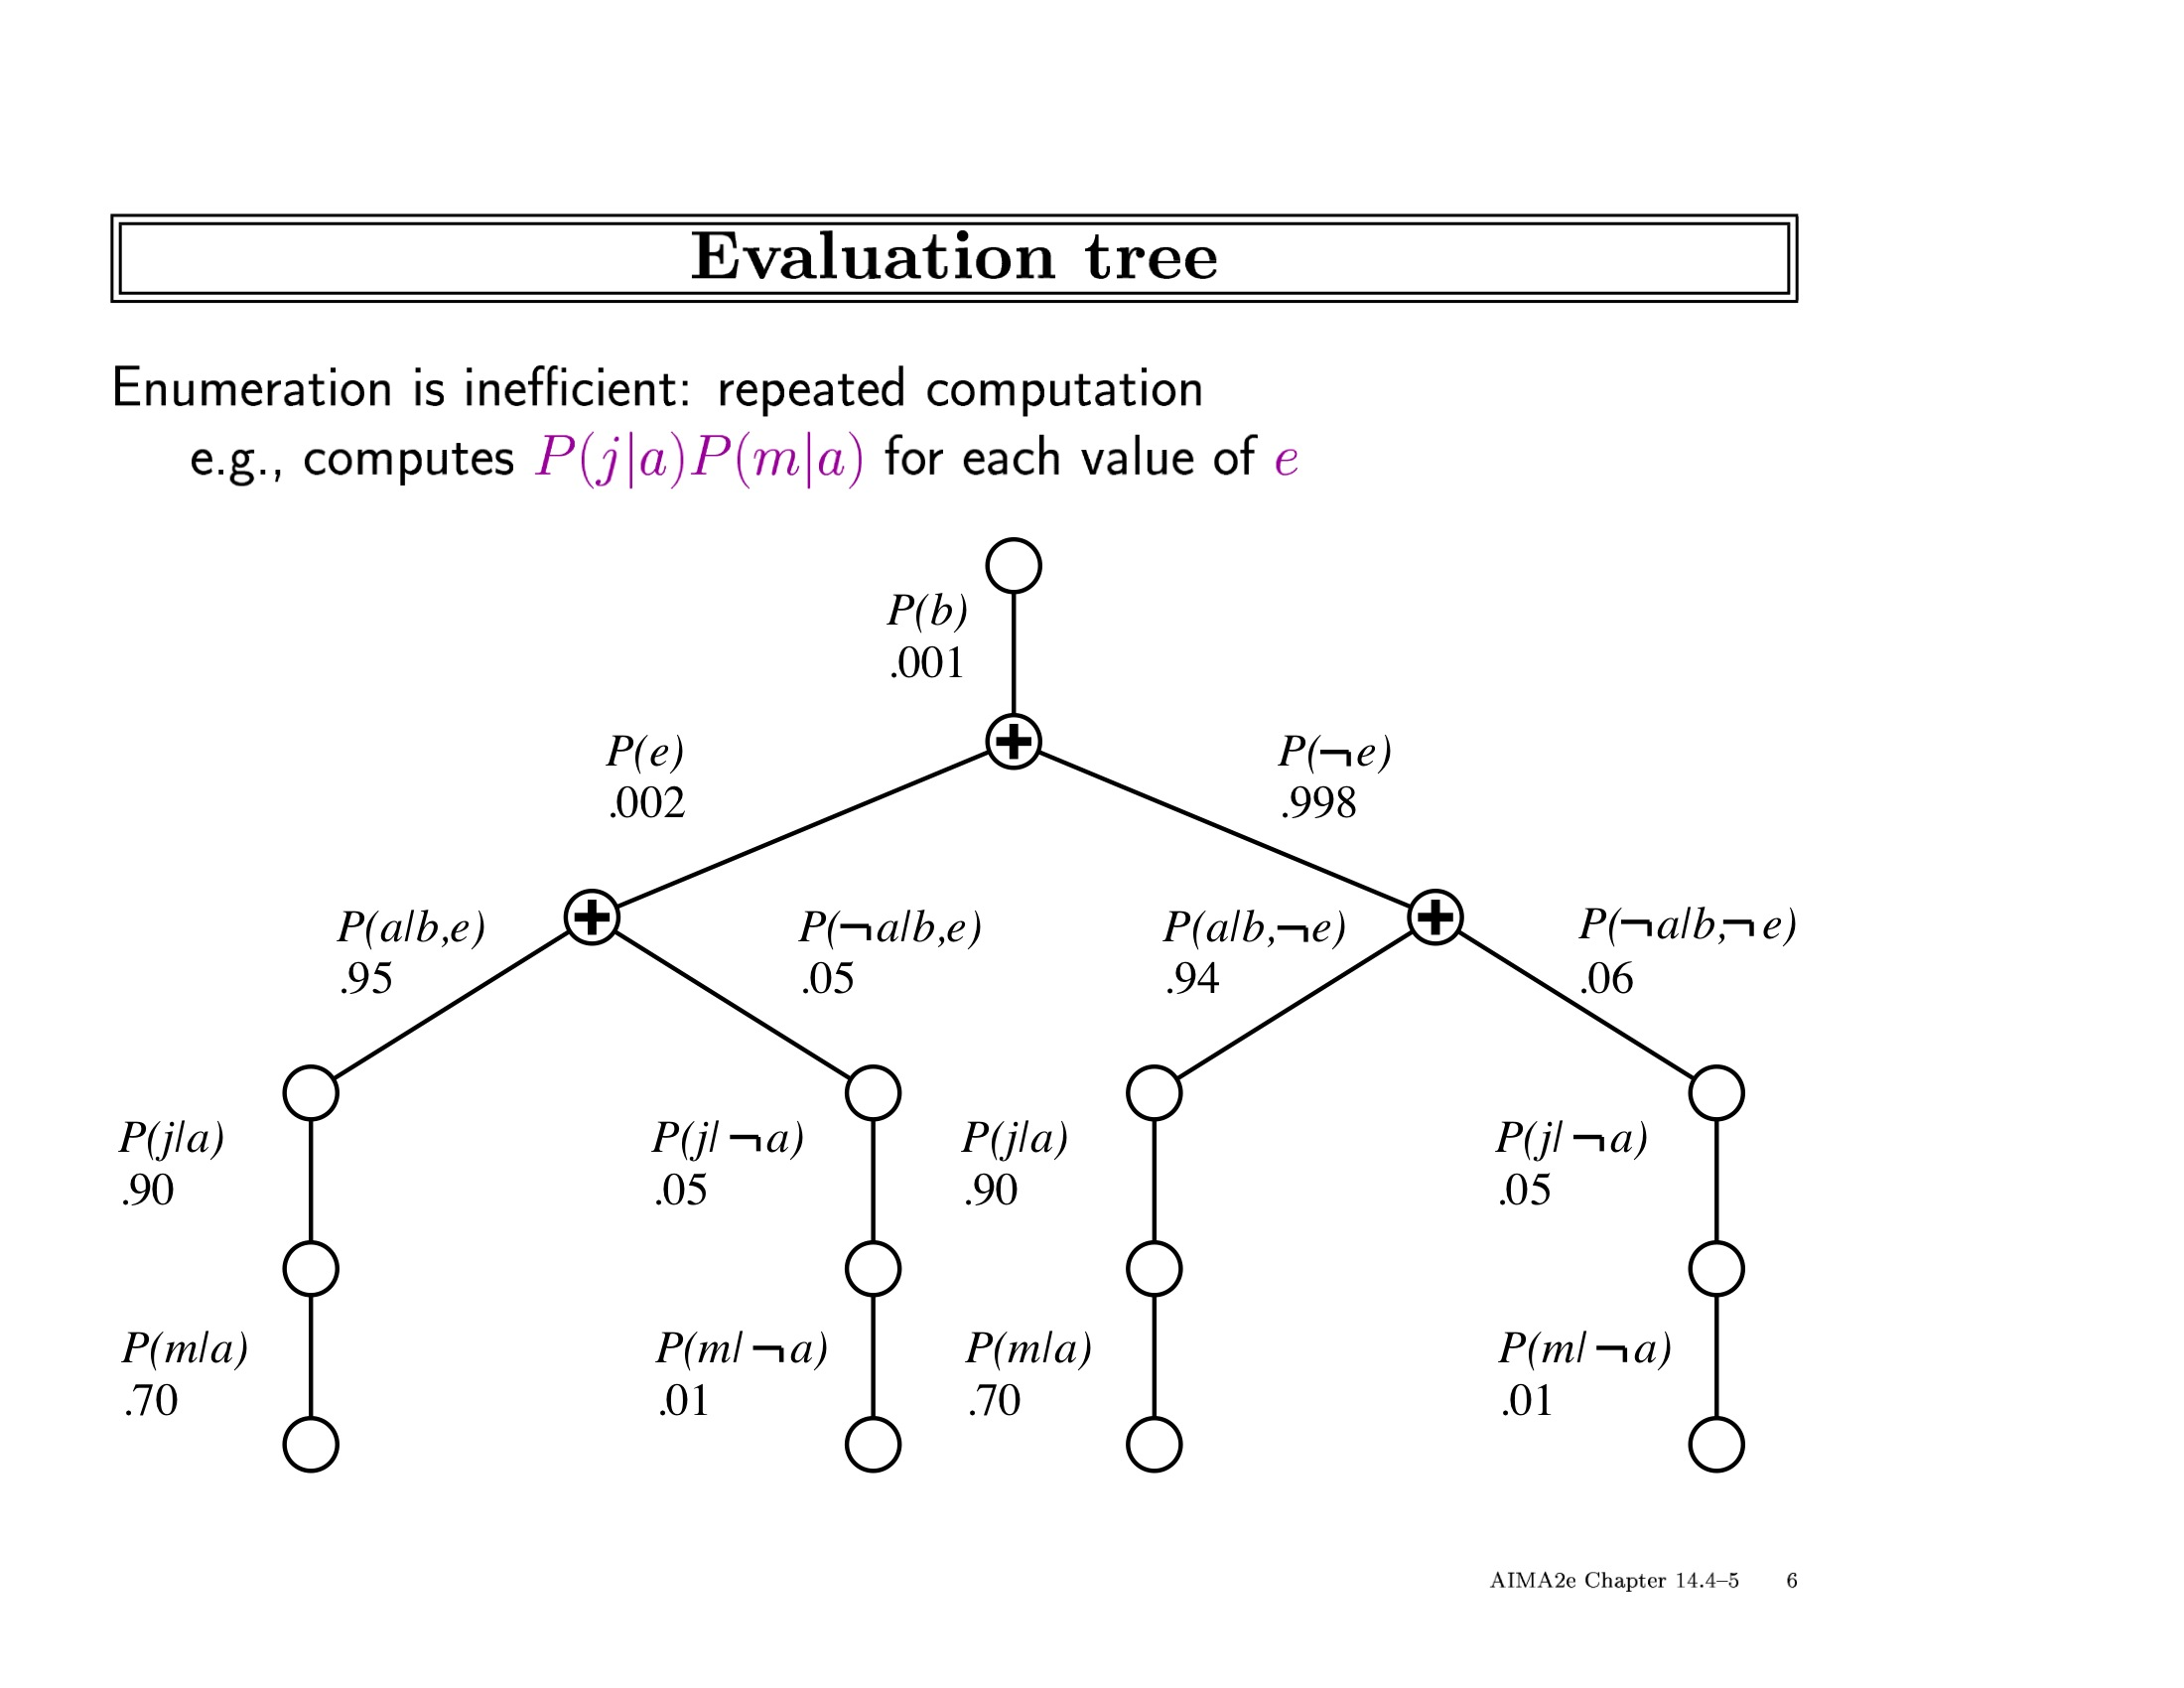 Evaluation tree
Enumeration is inefficient: repeated computation
e.g., computes P(j|a)P(m|a) for each value of e
P(b)
.001
P(e)
.002
P(¬e)
.998
P(a|b,e)
.95
P(¬a|b,e)
.05
P(a|b,¬e)
.94
P(¬a|b,¬e)
.06
P(j|a)
.90
P(j|¬a)
.05
P(j|a)
.90
P(j|¬a)
.05
P(m|a)
.70
P(m|¬a)
.01
P(m|a)
.70
P(m|¬a)
.01
AIMA2e Chapter 14.4–5 6